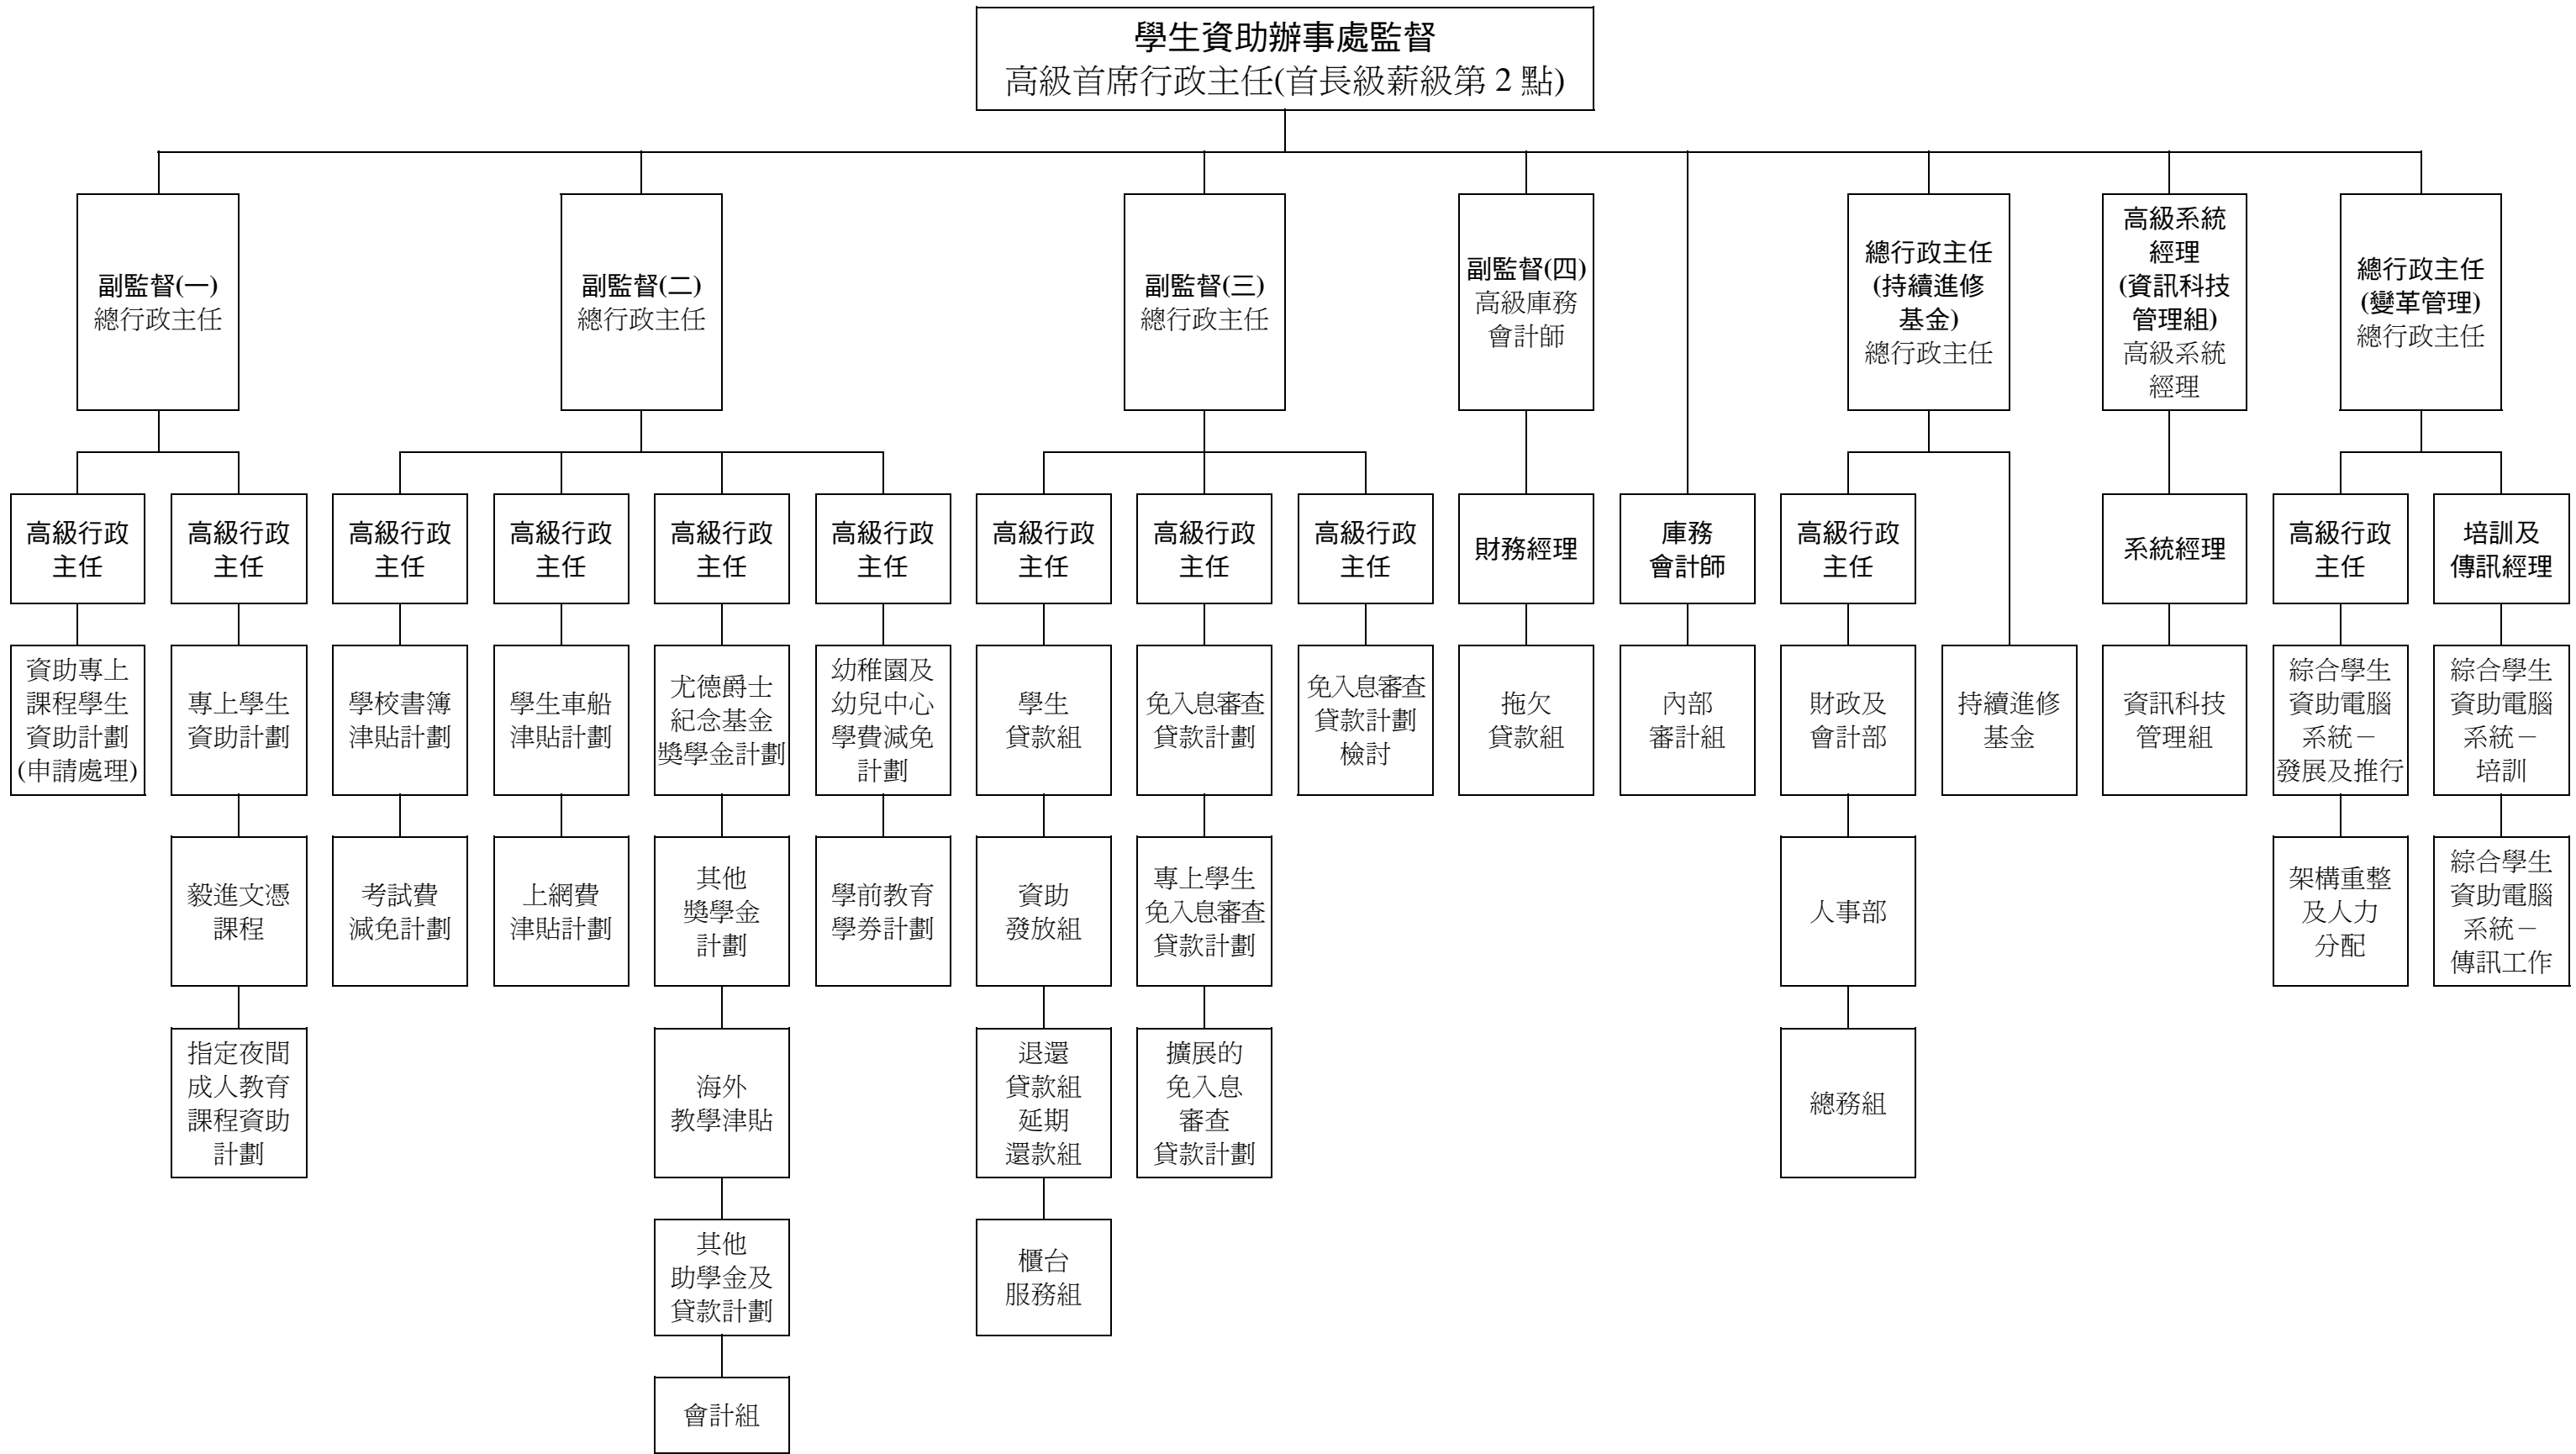 學生資助辦事處監督
高級首席行政主任(首長級薪級第 2 點)
副監督(一)
總行政主任
副監督(二)
總行政主任
副監督(三)
總行政主任
副監督(四)
高級庫務
會計師
總行政主任
(持續進修
基金)
總行政主任
高級系統
經理
(資訊科技
管理組)
高級系統
經理
總行政主任
(變革管理)
總行政主任
高級行政
主任
高級行政
主任
高級行政
主任
高級行政
主任
高級行政
主任
高級行政
主任
高級行政
主任
高級行政
主任
高級行政
主任
財務經理
庫務
會計師
高級行政
主任
系統經理
高級行政
主任
培訓及
傳訊經理
資助專上
課程學生
資助計劃
(申請處理)
專上學生
資助計劃
學校書簿
津貼計劃
學生車船
津貼計劃
尤德爵士
紀念基金
獎學金計劃
幼稚園及
幼兒中心
學費減免
計劃
學生
貸款組
免入息審查
貸款計劃
免入息審查
貸款計劃
檢討
拖欠
貸款組
內部
審計組
財政及
會計部
持續進修
基金
資訊科技
管理組
綜合學生
資助電腦
系統－
發展及推行
綜合學生
資助電腦
系統－
培訓
毅進文憑
課程
考試費
減免計劃
上網費
津貼計劃
其他
獎學金
計劃
學前教育
學券計劃
資助
發放組
專上學生
免入息審查
貸款計劃
人事部
架構重整
及人力
分配
綜合學生
資助電腦
系統－
傳訊工作
指定夜間
成人教育
課程資助
計劃
海外
教學津貼
退還
貸款組
延期
還款組
擴展的
免入息
審查
貸款計劃
總務組
其他
助學金及
貸款計劃
櫃台
服務組
會計組